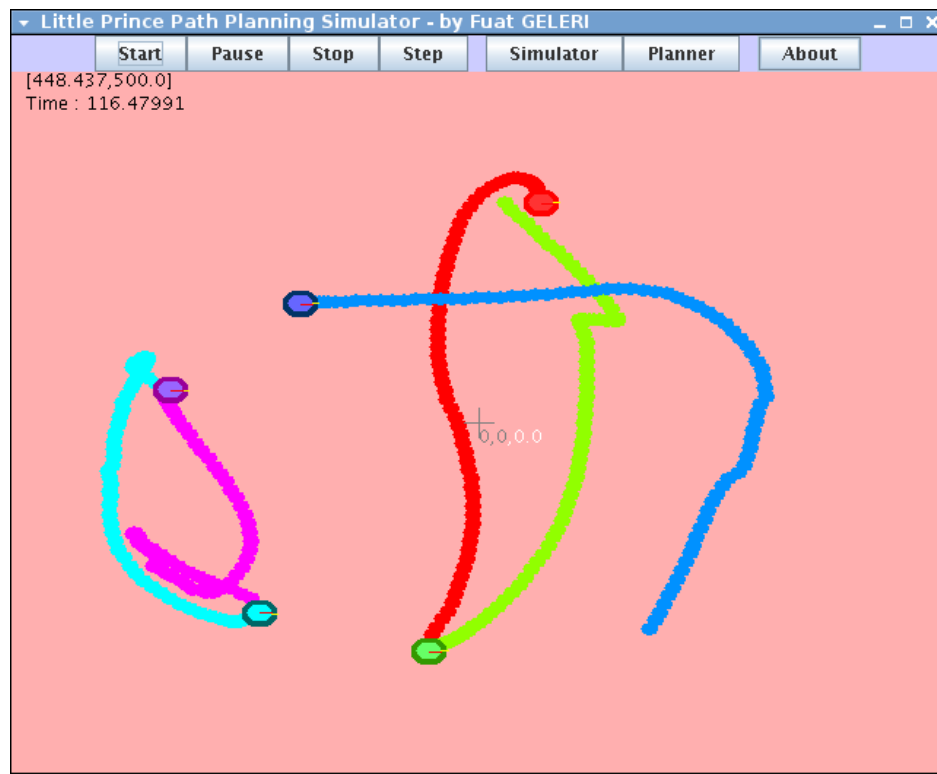 Little Prince Path Planning Simulator - by Fuat GELERI
Start Pause Stop Step Simulator Planner About
[448.437,500.0]
Time : 116.47991
0,0,0.0